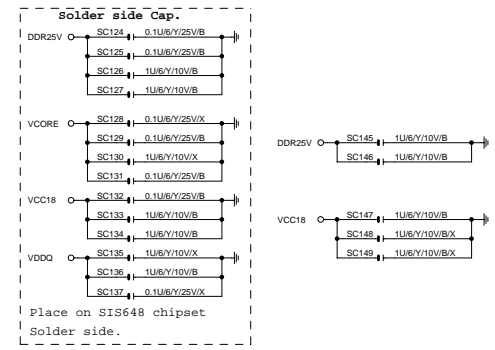 Solder side Cap.
DDR25V SC124 0.1U/6/Y/25V/B
SC125 0.1U/6/Y/25V/B
SC126 1U/6/Y/10V/B
SC127 1U/6/Y/10V/B
VCORE SC128 0.1U/6/Y/25V/X
SC129 0.1U/6/Y/25V/B
SC130 1U/6/Y/10V/X
SC131 0.1U/6/Y/25V/B
VCC18 SC132 0.1U/6/Y/25V/B
SC133 1U/6/Y/10V/B
SC134 1U/6/Y/10V/B
VDDQ SC135 1U/6/Y/10V/X
SC136 1U/6/Y/10V/B
SC137 0.1U/6/Y/25V/X
Place on SIS648 chipset
Solder side.
DDR25V SC145 1U/6/Y/10V/B
SC146 1U/6/Y/10V/B
VCC18 SC147 1U/6/Y/10V/B
SC148 1U/6/Y/10V/B/X
SC149 1U/6/Y/10V/B/X